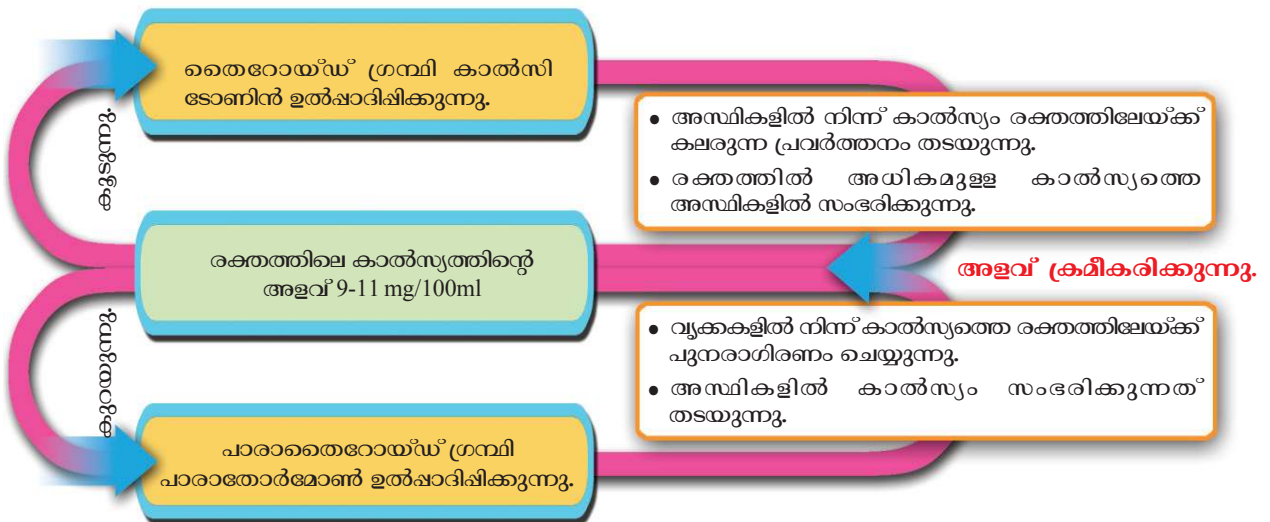 തൈറോയ്ഡ് ഗ്രന്ഥി കാൽസി
ടോണിൻ ഉൽപ്പാദിപ്പിക്കുന്നു.
കൂടുന്നു.
• അസ്ഥികളിൽ നിന്ന് കാൽസ്യം രക്തത്തിലേയ്ക്ക്
കലരുന്ന പ്രവർത്തനം തടയുന്നു.
• രക്തത്തിൽ അധികമുള്ള കാൽസ്യത്തെ
അസ്ഥികളിൽ സംഭരിക്കുന്നു.
രക്തത്തിലെ കാൽസ്യത്തിന്റെ
അളവ് 9-11 mg/100ml
അളവ് ക്രമീകരിക്കുന്നു.
കുറയുന്നു.
• വൃക്കകളിൽ നിന്ന് കാൽസ്യത്തെ രക്തത്തിലേയ്ക്ക്
പുനരാഗിരണം ചെയ്യുന്നു.
• അസ്ഥികളിൽ കാൽസ്യം സംഭരിക്കുന്നത്
തടയുന്നു.
പാരാതൈറോയ്ഡ് ഗ്രന്ഥി
പാരാതോർമോൺ ഉൽപ്പാദിപ്പിക്കുന്നു.